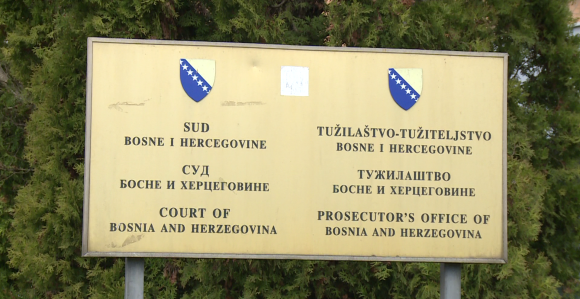 SUD
BOSNE I HERCEGOVINE
СУД
БОСНЕ И ХЕРЦЕГОВИНЕ
COURT OF
BOSNIA AND HERZEGOVINA
TUŽILAŠTVO-TUŽITELJSTVO
BOSNE I HERCEGOVINE
ТУЖИЛАШТВО
БОСНЕ И ХЕРЦЕГОВИНЕ
PROSECUTOR'S OFFICE OF
BOSNIA AND HERZEGOVINA